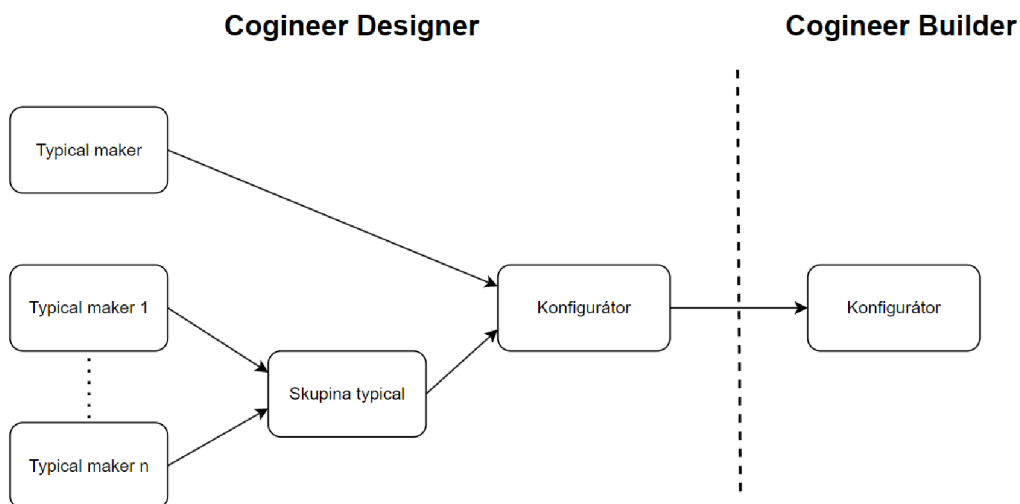 Cogineer Designer
Cogineer Builder
Typical maker
Typical maker 1
Konfigurátor
Konfigurátor
Skupina typical
Typical maker n